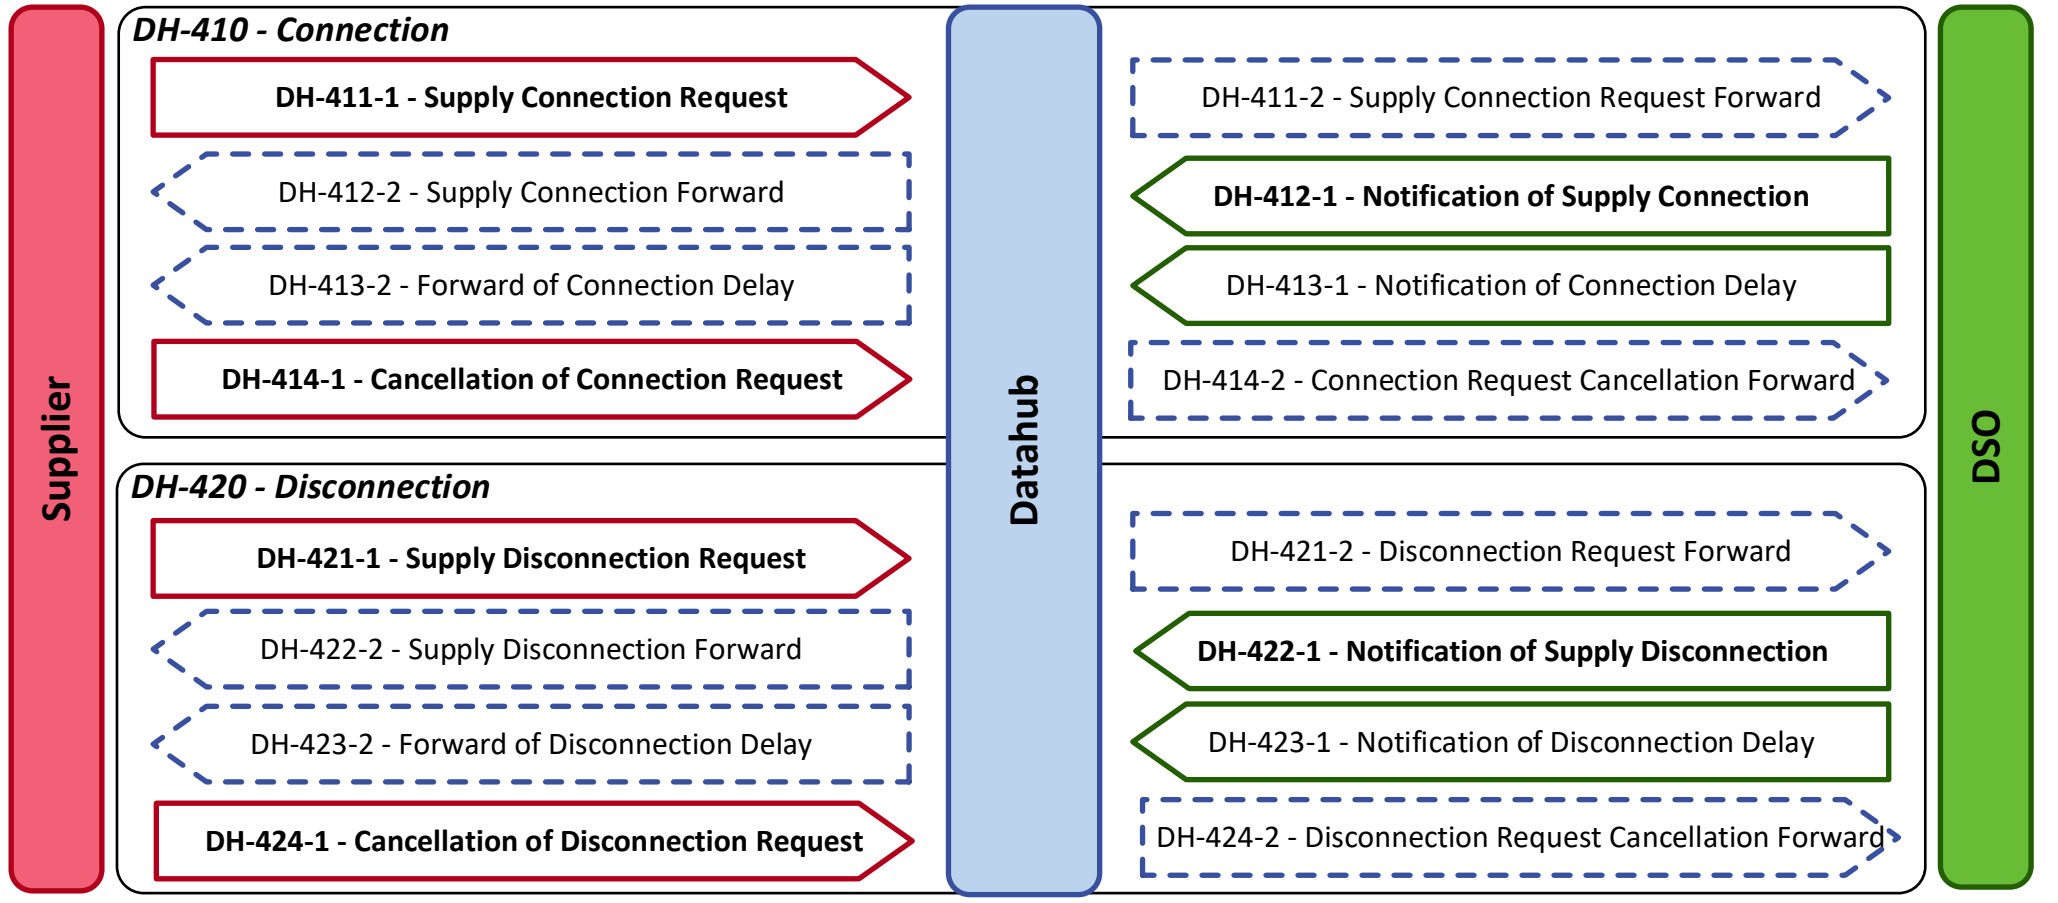 Supplier
DH-410 - Connection
DH-411-1 - Supply Connection Request
DH-412-2 - Supply Connection Forward
DH-413-2 - Forward of Connection Delay
DH-414-1 - Cancellation of Connection Request
DH-420 - Disconnection
DH-421-1 - Supply Disconnection Request
DH-422-2 - Supply Disconnection Forward
DH-423-2 - Forward of Disconnection Delay
DH-424-1 - Cancellation of Disconnection Request
Datahub
DH-411-2 - Supply Connection Request Forward
DH-412-1 - Notification of Supply Connection
DH-413-1 - Notification of Connection Delay
DH-414-2 - Connection Request Cancellation Forward
DH-421-2 - Disconnection Request Forward
DH-422-1 - Notification of Supply Disconnection
DH-423-1 - Notification of Disconnection Delay
DH-424-2 - Disconnection Request Cancellation Forward
DSO